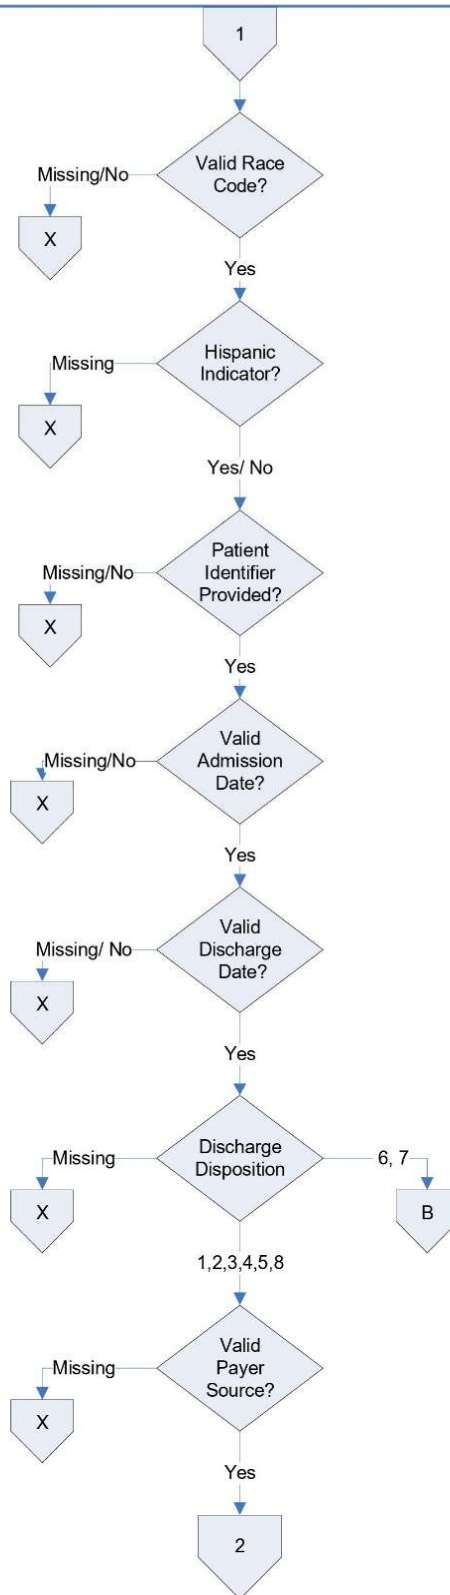 1
Valid Race
Code?
Missing/No
X
Yes
Hispanic
Indicator?
Missing
X
Yes/ No
Patient
Identifier
Provided?
Missing/No
X
Yes
Valid
Admission
Date?
Missing/No
X
Yes
Valid
Discharge
Date?
Missing/ No
X
Yes
Discharge
Disposition
Missing
6, 7
X
B
1,2,3,4,5,8
Valid
Payer
Source?
Missing
X
Yes
2